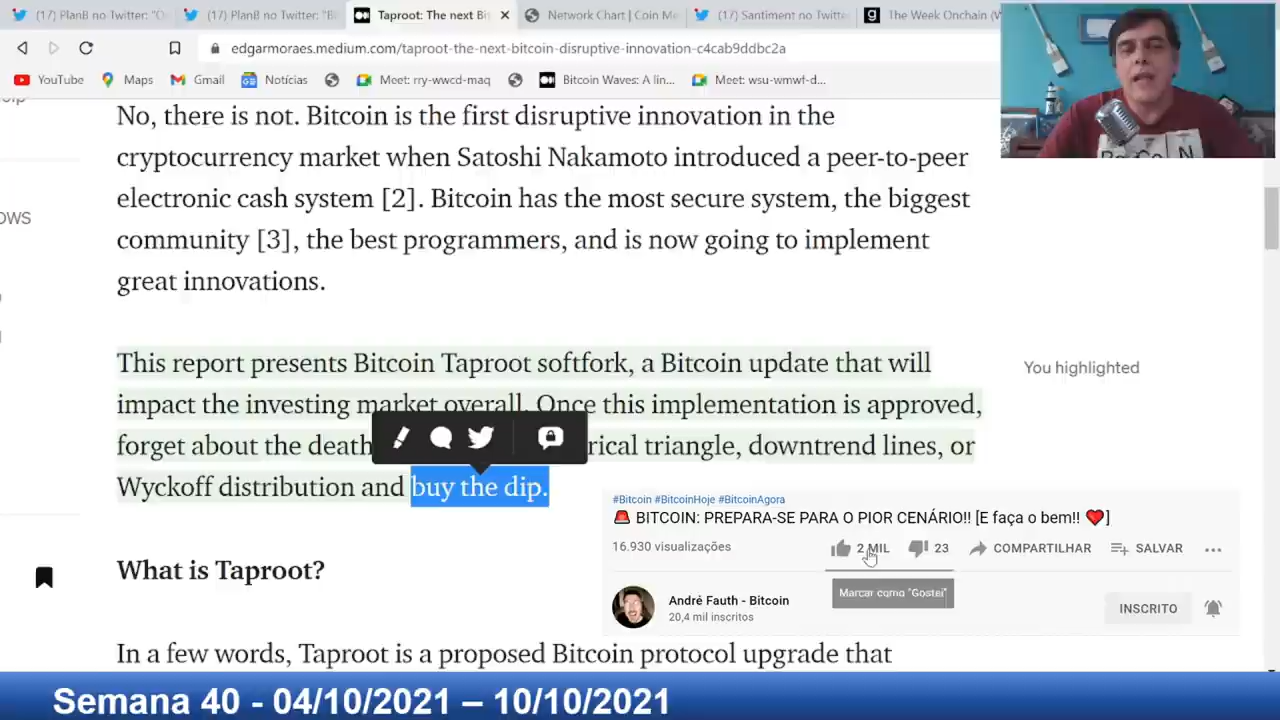 (17) PlanB no Twitter: "O
(17) PlanB no Twitter: "B
Taproot: The next Bi
Network Chart | Coin Me
(17) Santiment no Twitte
The Week Onchain (W
edgarmoraes.medium.com/taproot-the-next-bitcoin-disruptive-innovation-c4cab9ddbc2a
YouTube
Maps
Gmail
Notícias
Meet: rry-wwcd-maq
Bitcoin Waves: A lin...
Meet: wsu-wmwf-d...
No, there is not. Bitcoin is the first disruptive innovation in the
cryptocurrency market when Satoshi Nakamoto introduced a peer-to-peer
electronic cash system [2]. Bitcoin has the most secure system, the biggest
community [3], the best programmers, and is now going to implement
great innovations.
This report presents Bitcoin Taproot softfork, a Bitcoin update that will
impact the investing market overall. Once this implementation is approved,
forget about the death rical triangle, downtrend lines, or
Wyckoff distribution and buy the dip.
You highlighted
What is Taproot?
In a few words, Taproot is a proposed Bitcoin protocol upgrade that
#Bitcoin #BitcoinHoje #BitcoinAgora
🚨 BITCOIN: PREPARA-SE PARA O PIOR CENÁRIO!! [E faça o bem!! ❤️]
16.930 visualizações
2 MIL
23
COMPARTILHAR
SALVAR
Marcar como "Gostei"
André Fauth - Bitcoin
20,4 mil inscritos
INSCRITO
Semana 40 - 04/10/2021 – 10/10/2021